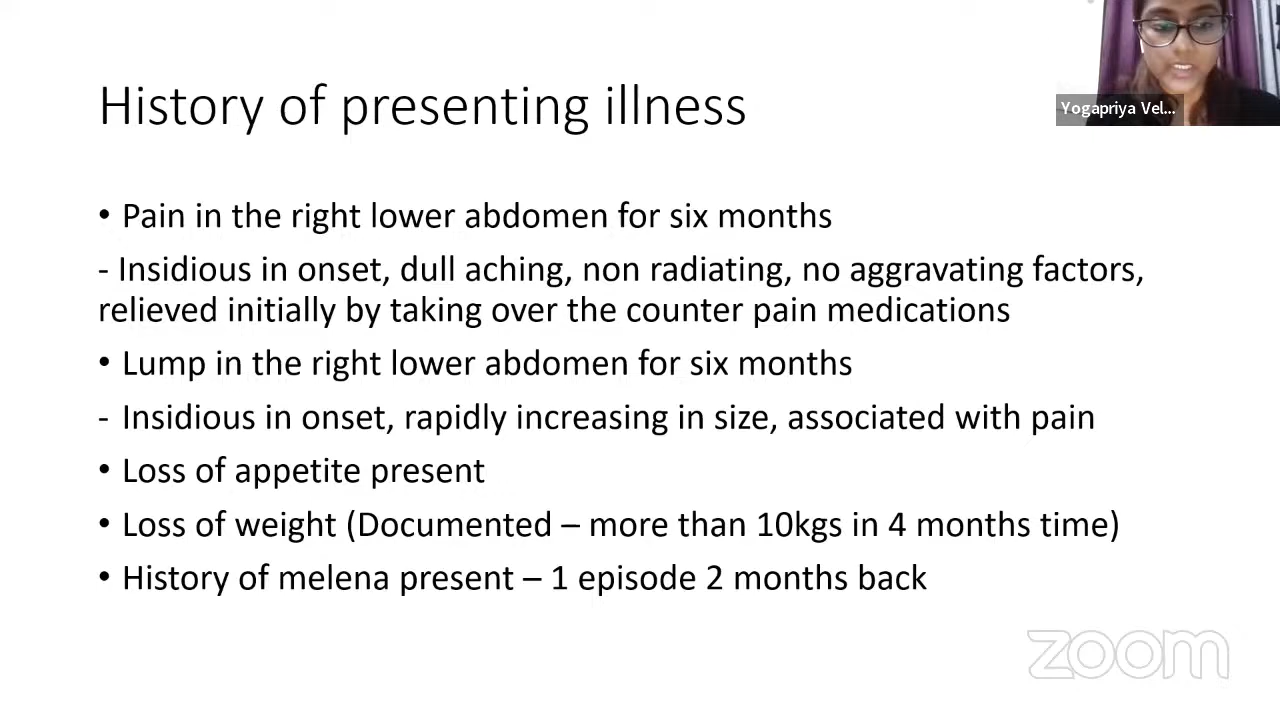 Yogapriya Vel...
History of presenting illness
• Pain in the right lower abdomen for six months
- Insidious in onset, dull aching, non radiating, no aggravating factors,
relieved initially by taking over the counter pain medications
• Lump in the right lower abdomen for six months
- Insidious in onset, rapidly increasing in size, associated with pain
• Loss of appetite present
• Loss of weight (Documented – more than 10kgs in 4 months time)
• History of melena present – 1 episode 2 months back
zoom